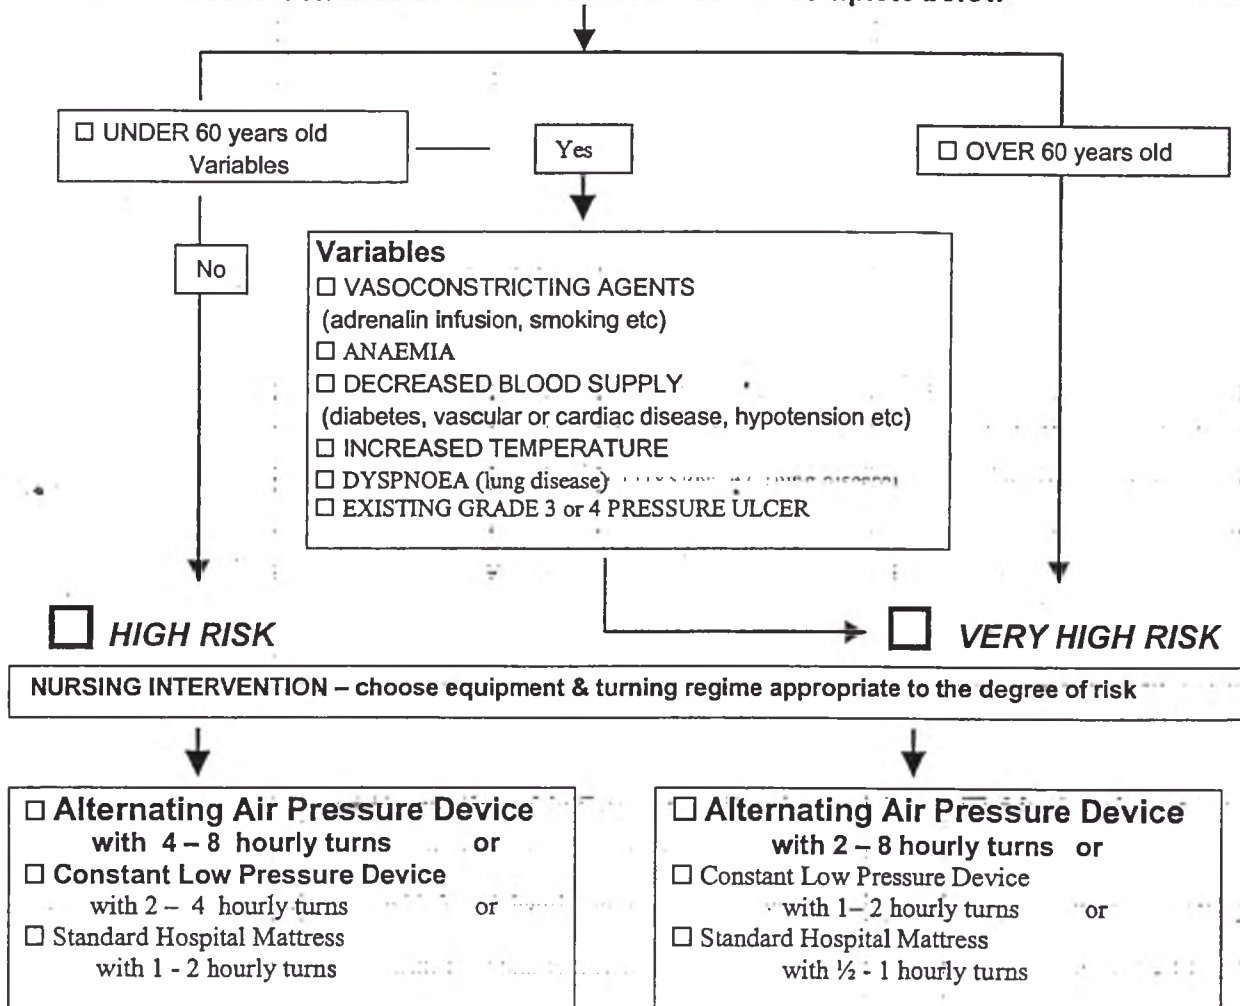 complete below
☐ UNDER 60 years old
Variables
Yes
☐ OVER 60 years old
No
Variables
☐ VASOCONSTRICTING AGENTS
(adrenalin infusion, smoking etc)
☐ ANAEMIA
☐ DECREASED BLOOD SUPPLY
(diabetes, vascular or cardiac disease, hypotension etc)
☐ INCREASED TEMPERATURE
☐ DYSPNOEA (lung disease)
☐ EXISTING GRADE 3 or 4 PRESSURE ULCER
☐ HIGH RISK
☐ VERY HIGH RISK
NURSING INTERVENTION – choose equipment & turning regime appropriate to the degree of risk
☐ Alternating Air Pressure Device
with 4 – 8 hourly turns or
☐ Constant Low Pressure Device
with 2 – 4 hourly turns or
☐ Standard Hospital Mattress
with 1 - 2 hourly turns
☐ Alternating Air Pressure Device
with 2 – 8 hourly turns or
☐ Constant Low Pressure Device
with 1– 2 hourly turns or
☐ Standard Hospital Mattress
with ½ - 1 hourly turns